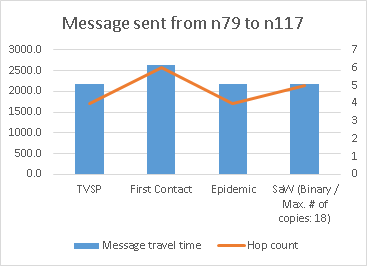 Message sent from n79 to n117
3000.0
2500.0
2000.0
1500.0
1000.0
500.0
0.0
7
6
5
4
3
2
1
0
TVSP
First Contact
Epidemic
SaW (Binary /
Max. # of
copies: 18)
Message travel time
Hop count